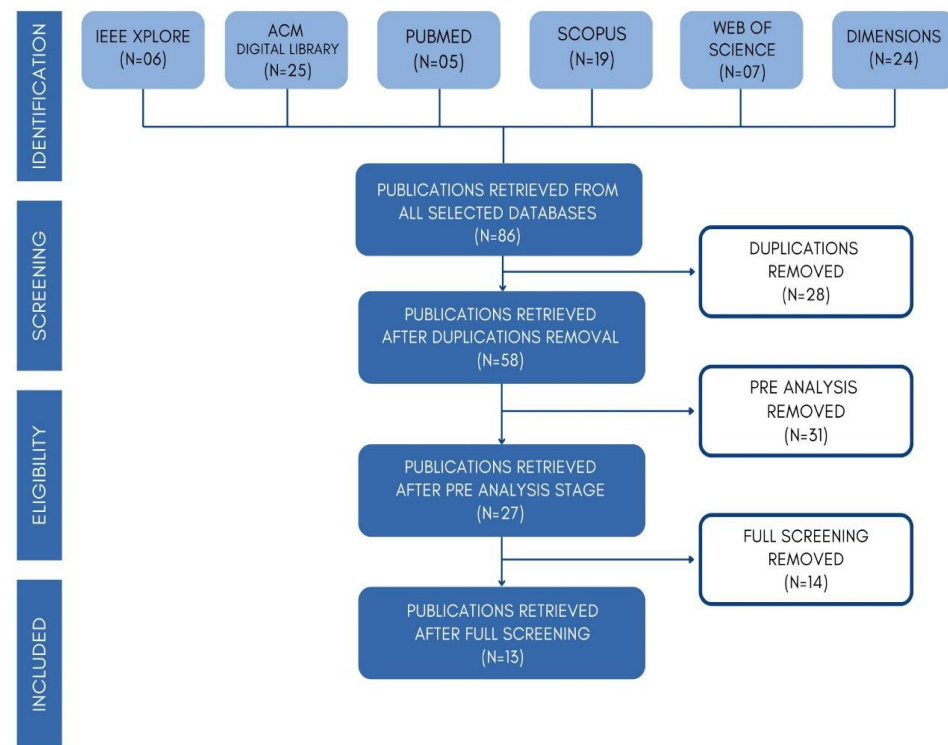 IDENTIFICATION
IEEE XPLORE
(N=06)
ACM
DIGITAL LIBRARY
(N=25)
PUBMED
(N=05)
SCOPUS
(N=19)
WEB OF
SCIENCE
(N=07)
DIMENSIONS
(N=24)
PUBLICATIONS RETRIEVED FROM
ALL SELECTED DATABASES
(N=86)
SCREENING
DUPLICATIONS
REMOVED
(N=28)
PUBLICATIONS RETRIEVED
AFTER DUPLICATIONS REMOVAL
(N=58)
ELIGIBILITY
PRE ANALYSIS
REMOVED
(N=31)
PUBLICATIONS RETRIEVED
AFTER PRE ANALYSIS STAGE
(N=27)
FULL SCREENING
REMOVED
(N=14)
INCLUDED
PUBLICATIONS RETRIEVED
AFTER FULL SCREENING
(N=13)